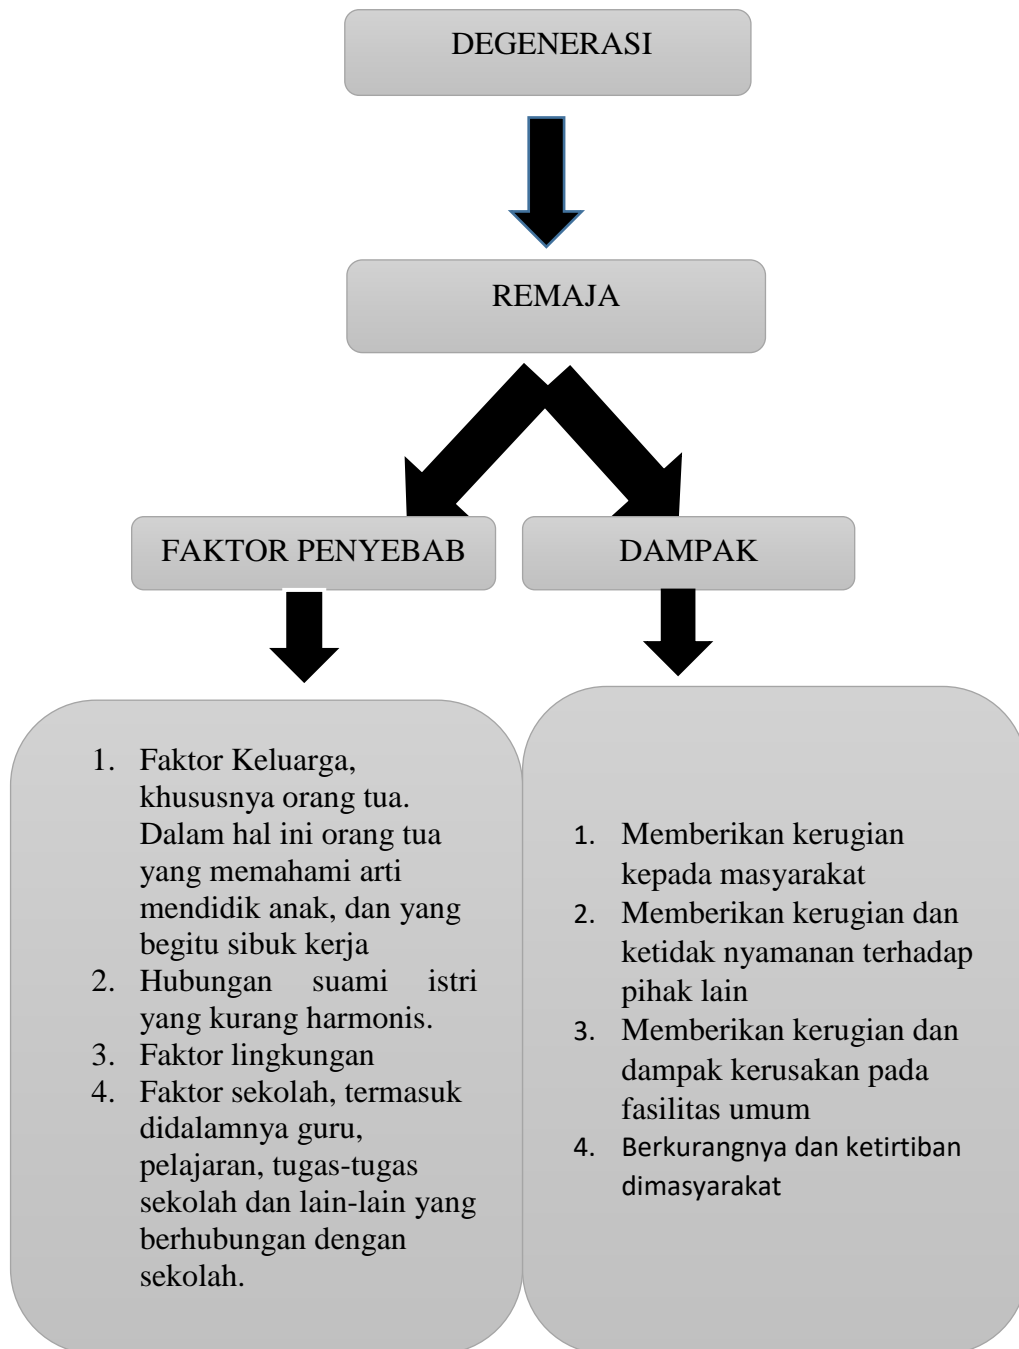 DEGENERASI
REMAJA
FAKTOR PENYEBAB
DAMPAK
1. Faktor Keluarga,
khususnya orang tua.
Dalam hal ini orang tua
yang memahami arti
mendidik anak, dan yang
begitu sibuk kerja
2. Hubungan suami istri
yang kurang harmonis.
3. Faktor lingkungan
4. Faktor sekolah, termasuk
didalamnya guru,
pelajaran, tugas-tugas
sekolah dan lain-lain yang
berhubungan dengan
sekolah.
1. Memberikan kerugian
kepada masyarakat
2. Memberikan kerugian dan
ketidak nyamanan terhadap
pihak lain
3. Memberikan kerugian dan
dampak kerusakan pada
fasilitas umum
4. Berkurangnya dan ketirtiban
dimasyarakat